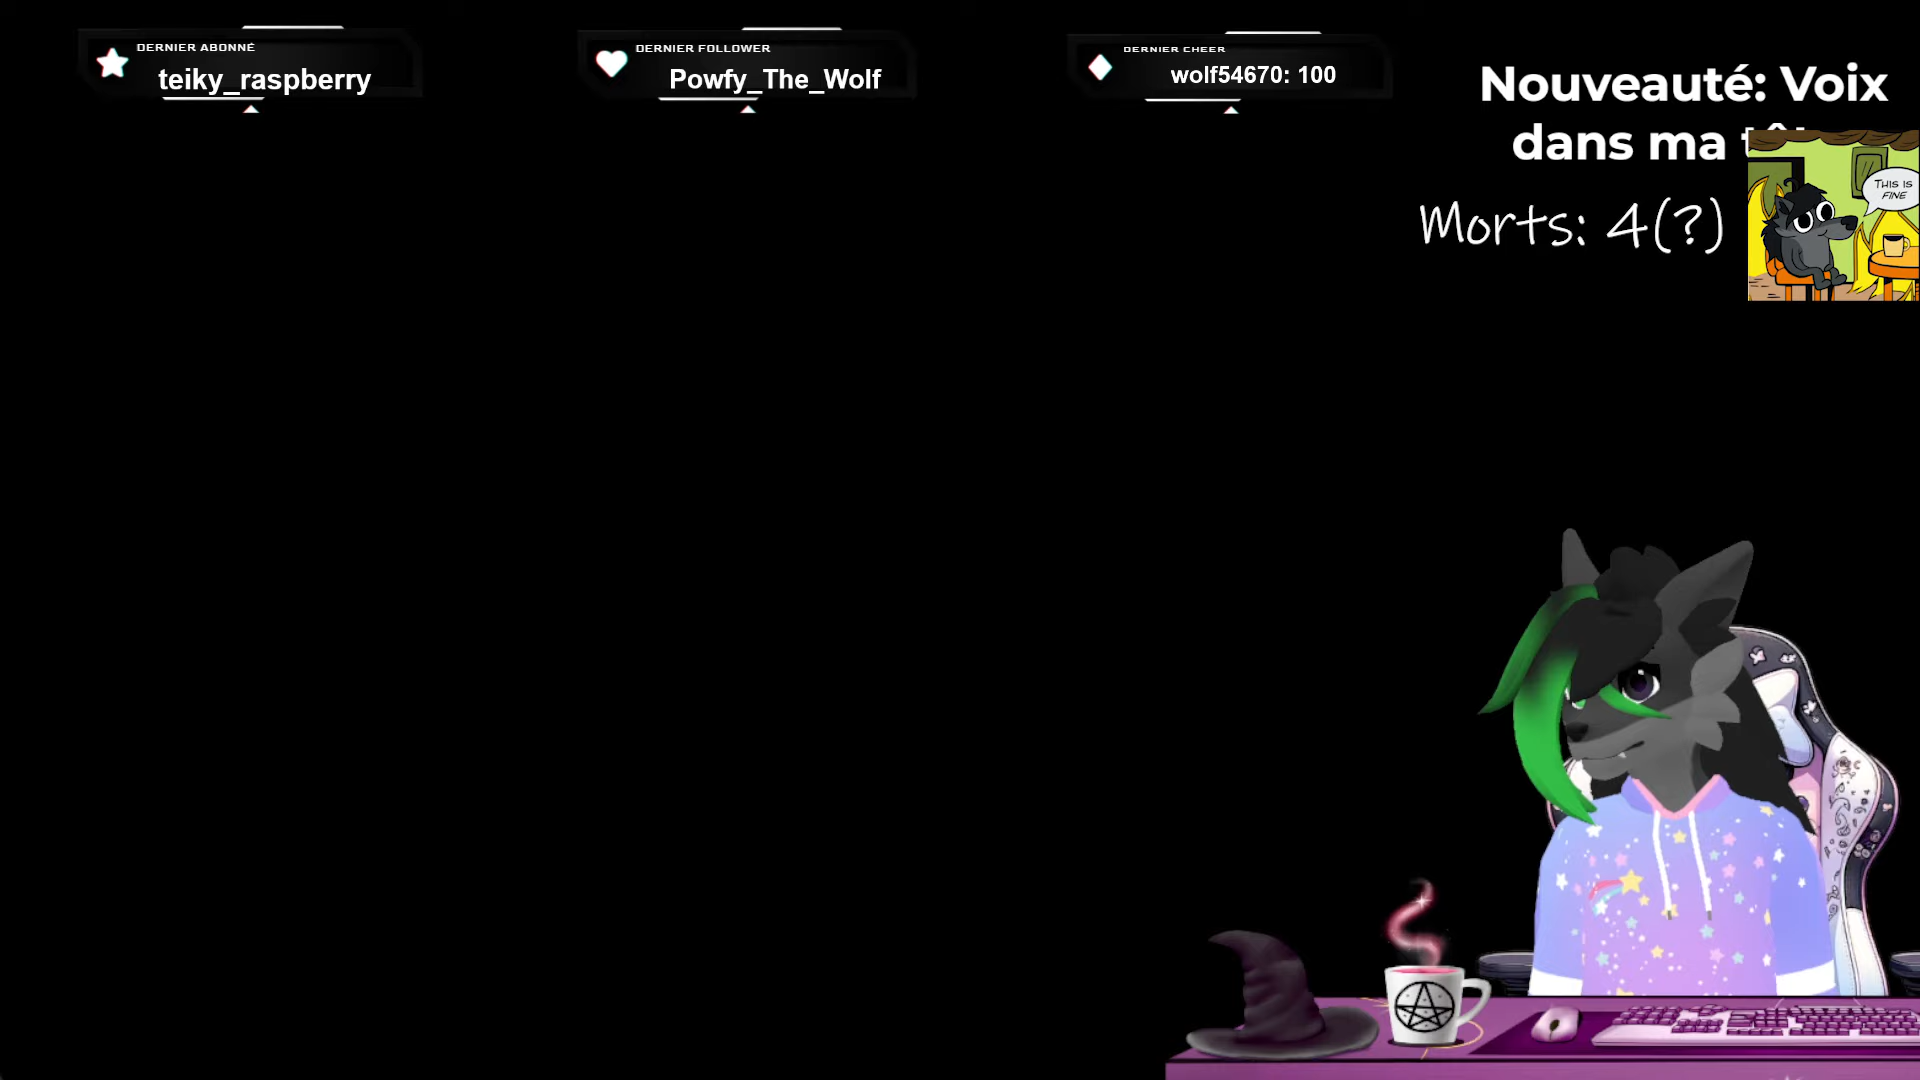 DERNIER ABONNÉ
teiky_raspberry
DERNIER FOLLOWER
Powfy_The_Wolf
DERNIER CHEER
wolf54670: 100
Nouveauté: Voix
dans ma
Morts: 4(?)
THIS IS
FINE